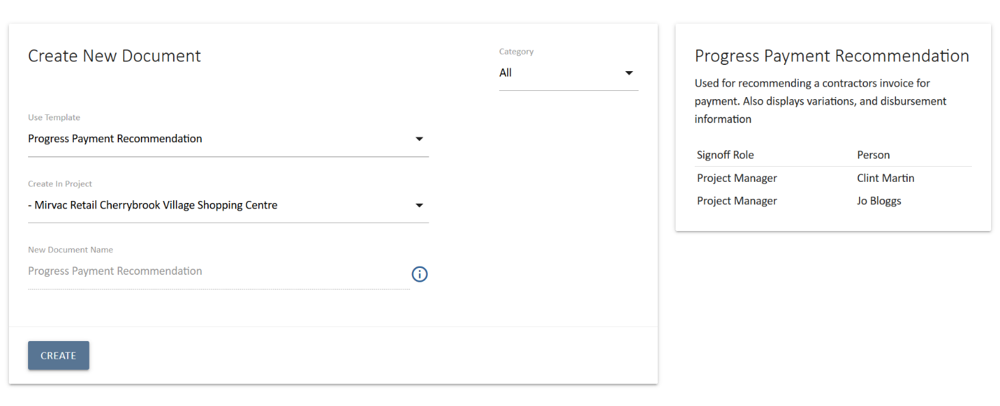 Create New Document
Category
All
Use Template
Progress Payment Recommendation
Create In Project
- Mirvac Retail Cherrybrook Village Shopping Centre
New Document Name
Progress Payment Recommendation
CREATE
Progress Payment Recommendation
Used for recommending a contractors invoice for
payment. Also displays variations, and disbursement
information
Signoff Role Person
Project Manager Clint Martin
Project Manager Jo Bloggs